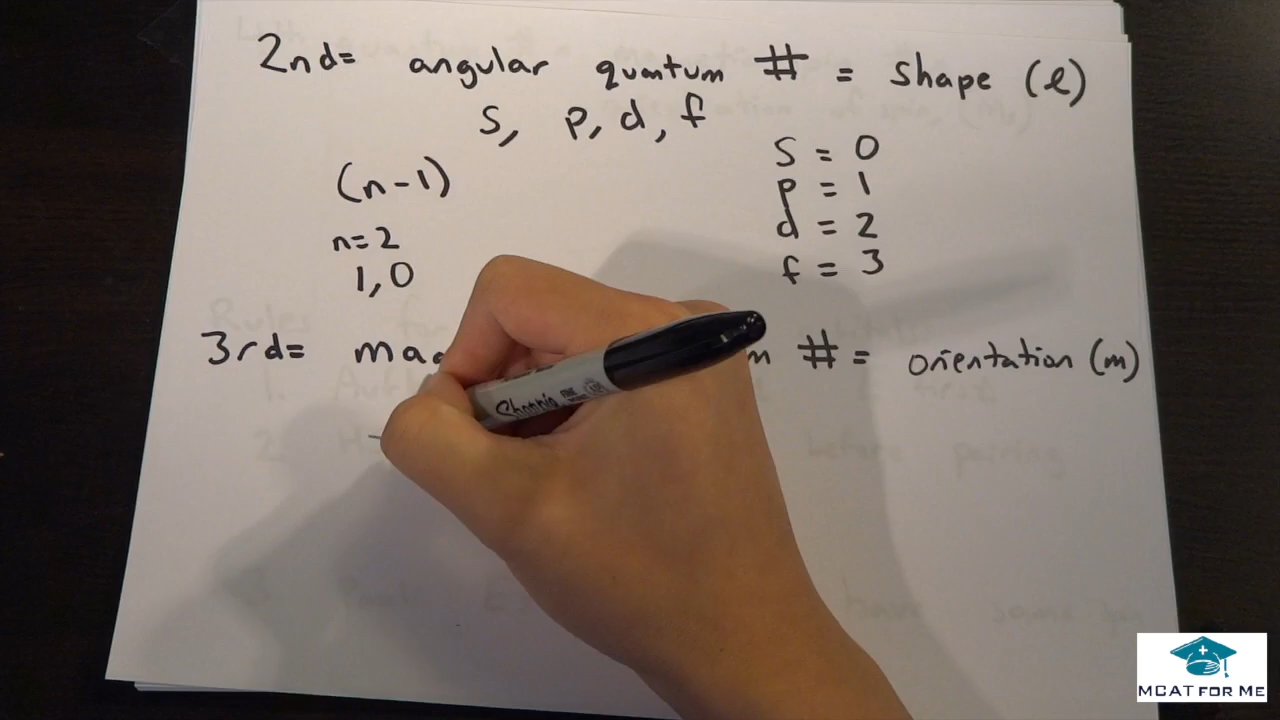 2nd= angular quantum # = shape (l)
s, p, d, f
(n-1)
n=2
1,0
s = 0
p = 1
d = 2
f = 3
3rd= # = orientation (m)
Sharpie
MCAT FOR ME